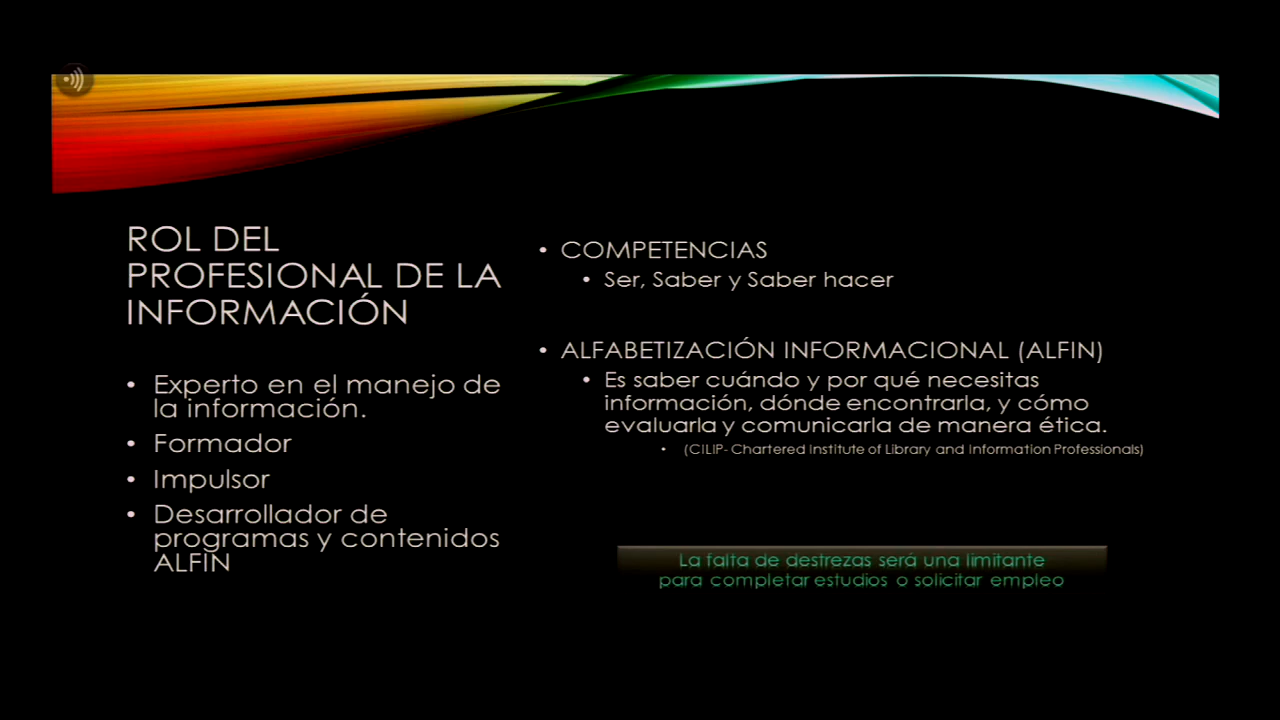 ROL DEL
PROFESIONAL DE LA
INFORMACIÓN
• Experto en el manejo de
la información.
• Formador
• Impulsor
• Desarrollador de
programas y contenidos
ALFIN
• COMPETENCIAS
• Ser, Saber y Saber hacer
• ALFABETIZACIÓN INFORMACIONAL (ALFIN)
• Es saber cuándo y por qué necesitas
información, dónde encontrarla, y cómo
evaluarla y comunicarla de manera ética.
• (CILIP- Chartered Institute of Library and Information Professionals)
La falta de destrezas será una limitante
para completar estudios o solicitar empleo